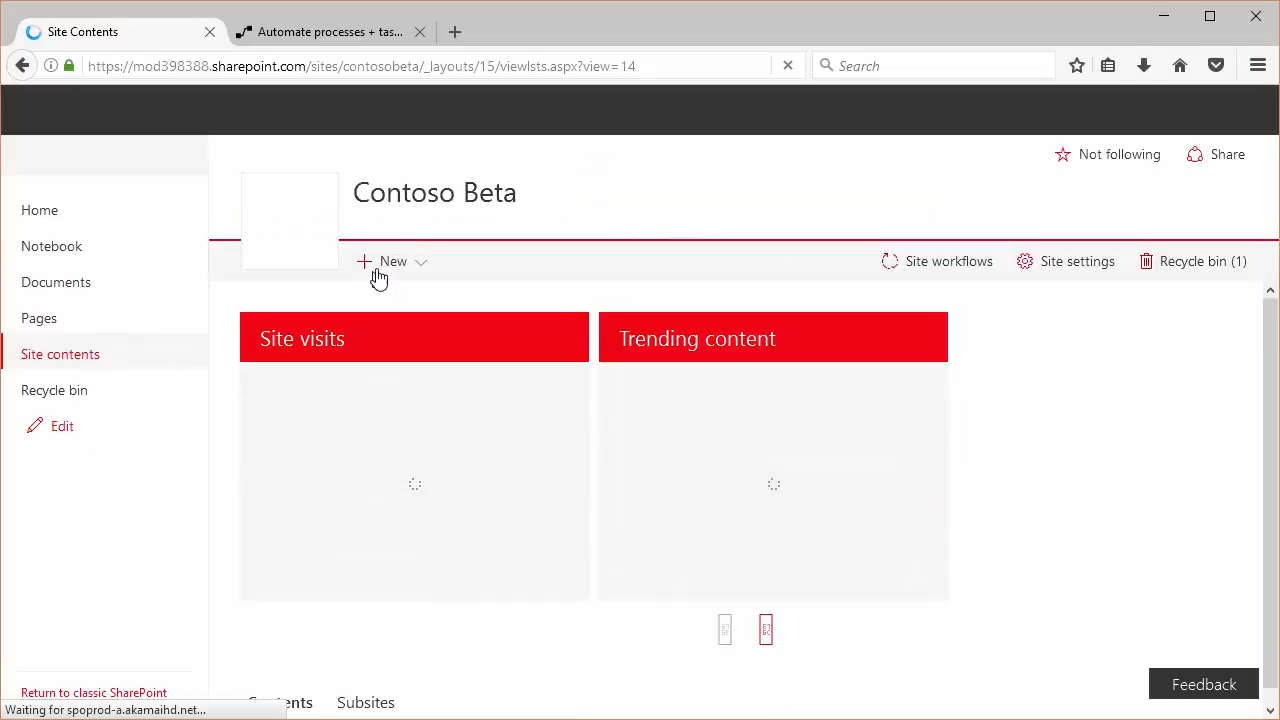 Site Contents
Automate processes + tas...
https://mod398388.sharepoint.com/sites/contosobeta/_layouts/15/viewlsts.aspx?view=14
Search
Not following
Share
Contoso Beta
Home
Notebook
Documents
Pages
Site contents
Recycle bin
Edit
New
Site workflows
Site settings
Recycle bin (1)
Site visits
Trending content
Contents
Subsites
Feedback
Return to classic SharePoint
Waiting for spoprod-a.akamaihd.net...